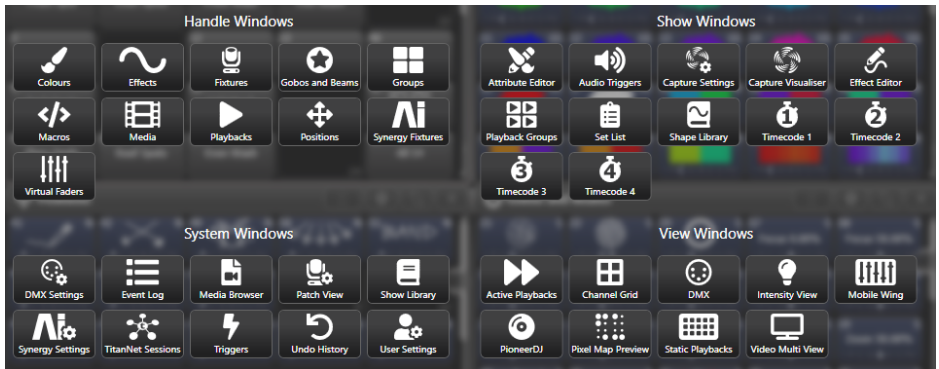 Handle Windows
Colours
Effects
Fixtures
Gobos and Beams
Groups
Macros
Media
Playbacks
Positions
Synergy Fixtures
Virtual Faders
Show Windows
Attribute Editor
Audio Triggers
Capture Settings
Capture Visualiser
Effect Editor
Playback Groups
Set List
Shape Library
1
Timecode 1
2
Timecode 2
3
Timecode 3
4
Timecode 4
System Windows
DMX Settings
Event Log
Media Browser
Patch View
Show Library
Synergy Settings
TitanNet Sessions
Triggers
Undo History
User Settings
View Windows
Active Playbacks
Channel Grid
DMX
Intensity View
Mobile Wing
PioneerDJ
Pixel Map Preview
Static Playbacks
Video Multi View